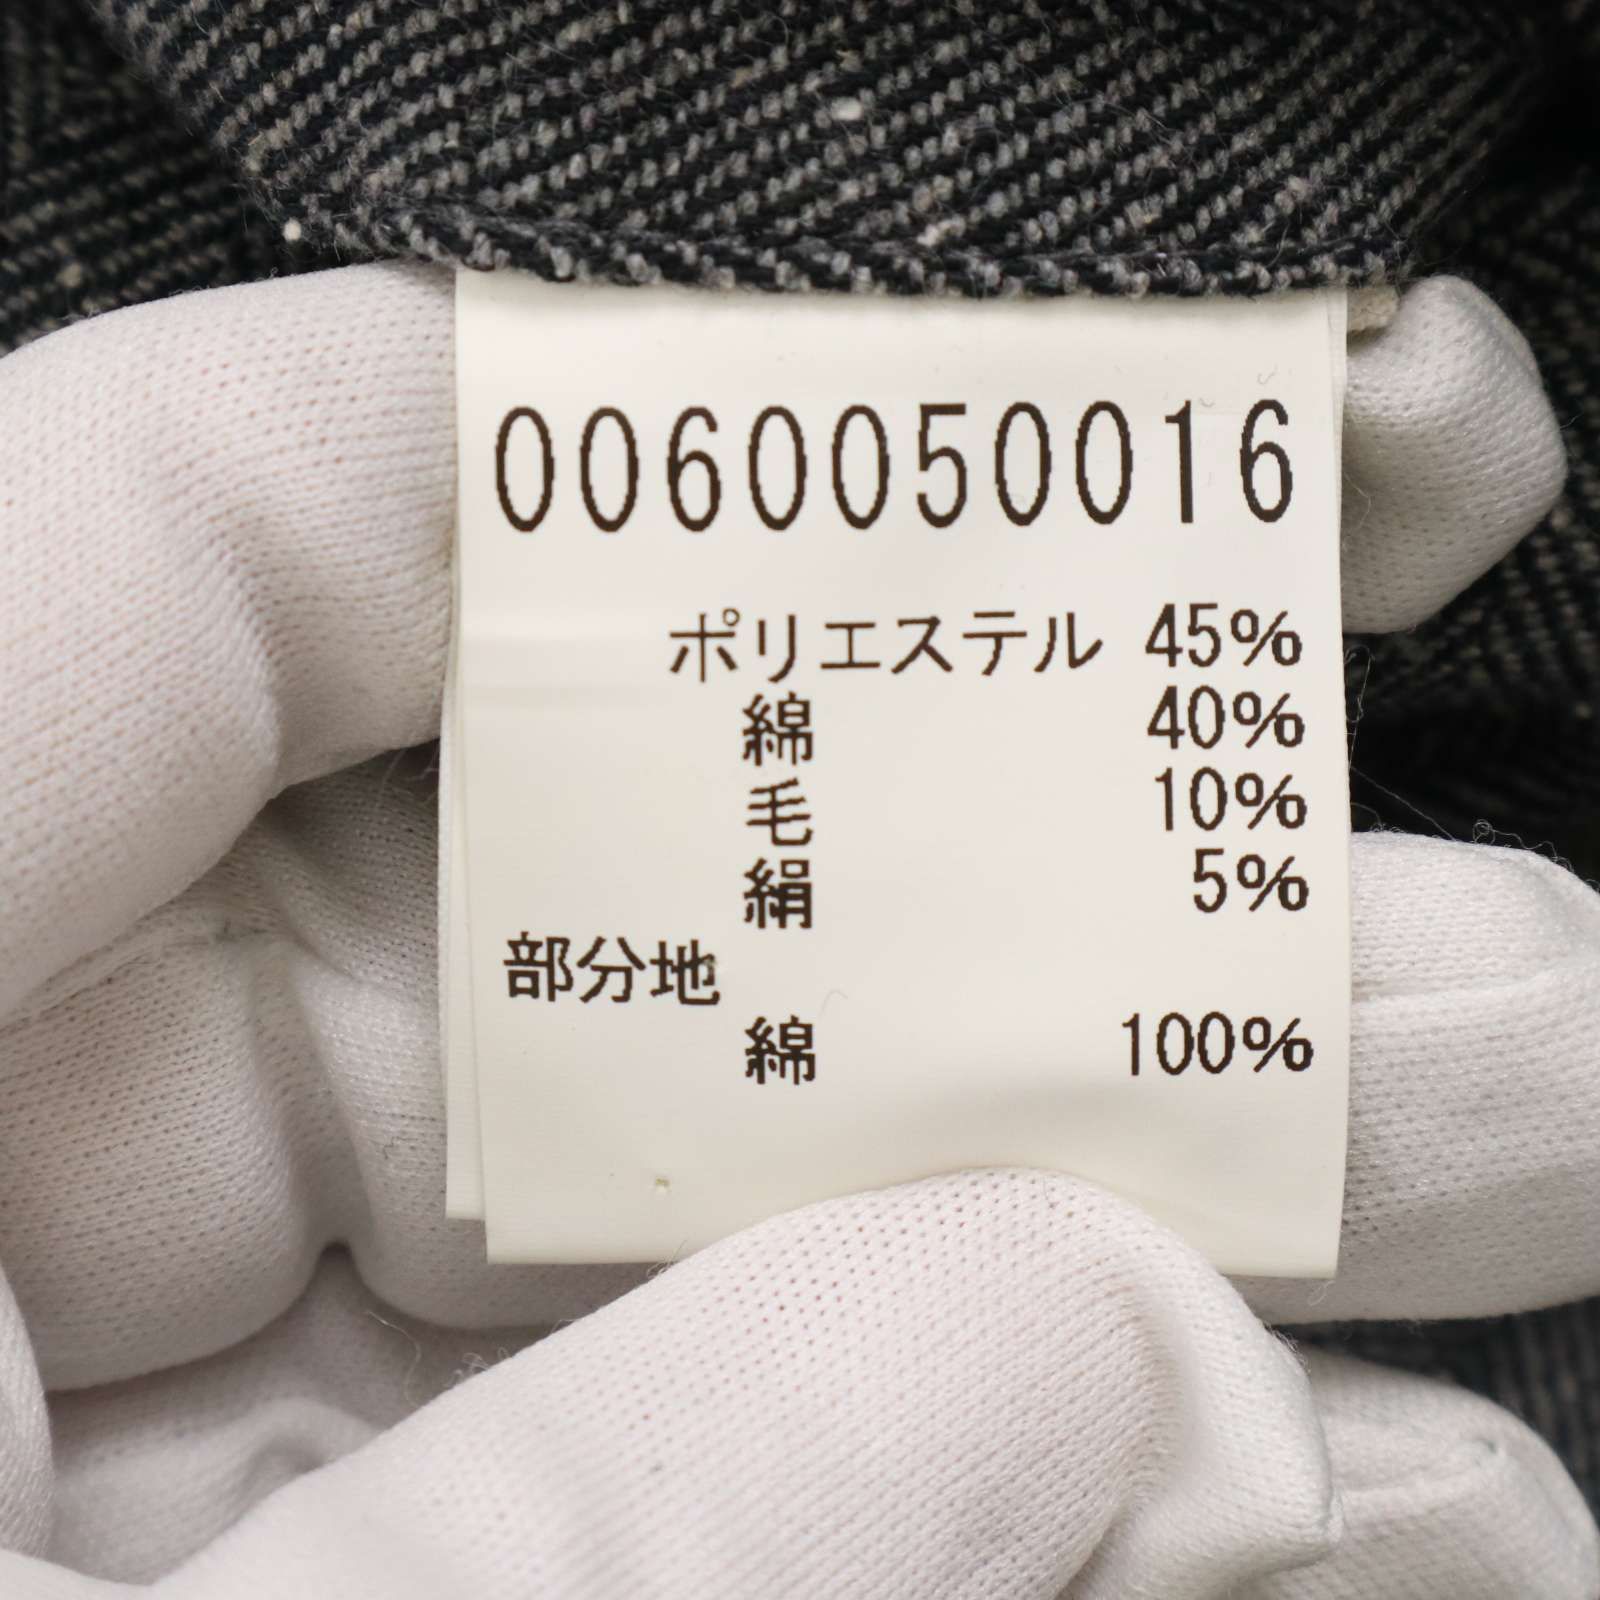 0060050016
ポリエステル 45%
綿 40%
毛 10%
絹 5%
部分地
綿 100%